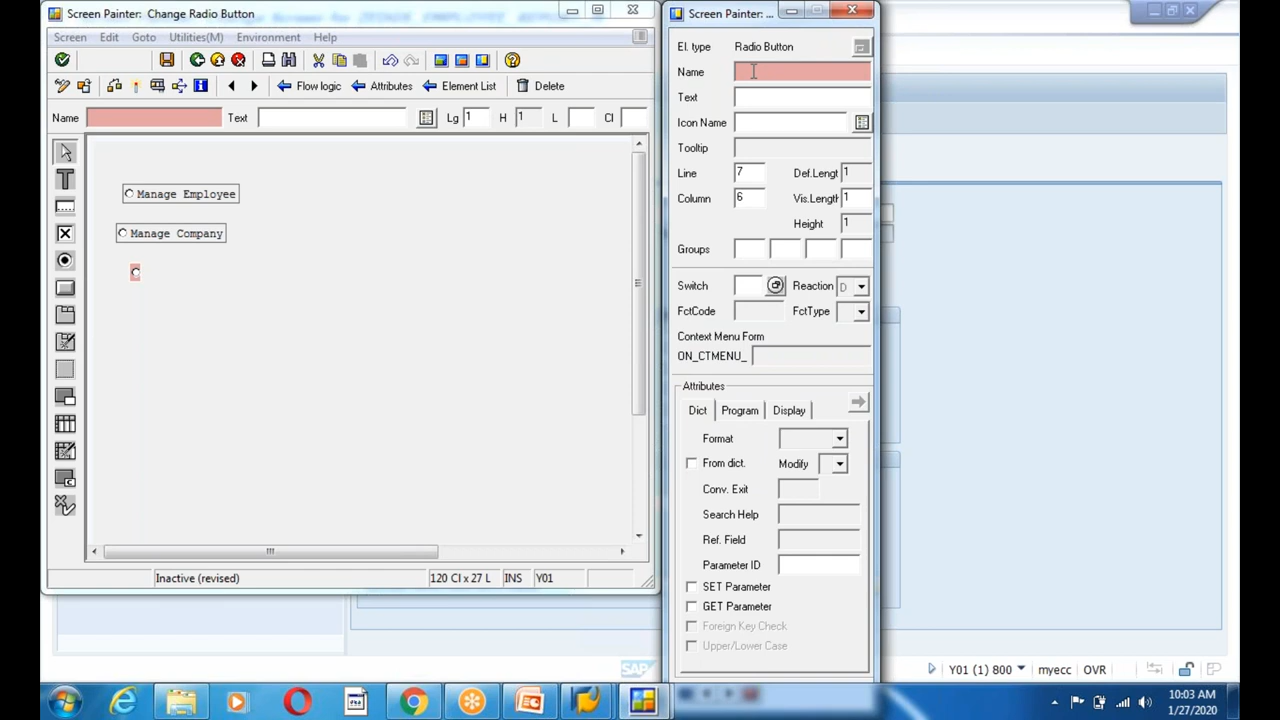 Screen Painter: Change Radio Button
Screen Edit Goto Utilities(M) Environment Help
Flow logic Attributes Element List Delete
Name Text Lg 1 H 1 L Cl
Manage Employee
Manage Company
Inactive (revised) 120 Cl x 27 L INS Y01
Screen Painter: ...
El. type Radio Button
Name
Text
Icon Name
Tooltip
Line 7 Def.Lengt 1
Column 6 Vis.Length 1
Height 1
Groups
Switch Reaction D
FctCode FctType
Context Menu Form
ON_CTMENU_
Attributes
Dict Program Display
Format
From dict. Modify
Conv. Exit
Search Help
Ref. Field
Parameter ID
SET Parameter
GET Parameter
Foreign Key Check
Upper/Lower Case
SAP
Y01 (1) 800 myecc OVR
10:03 AM
1/27/2020